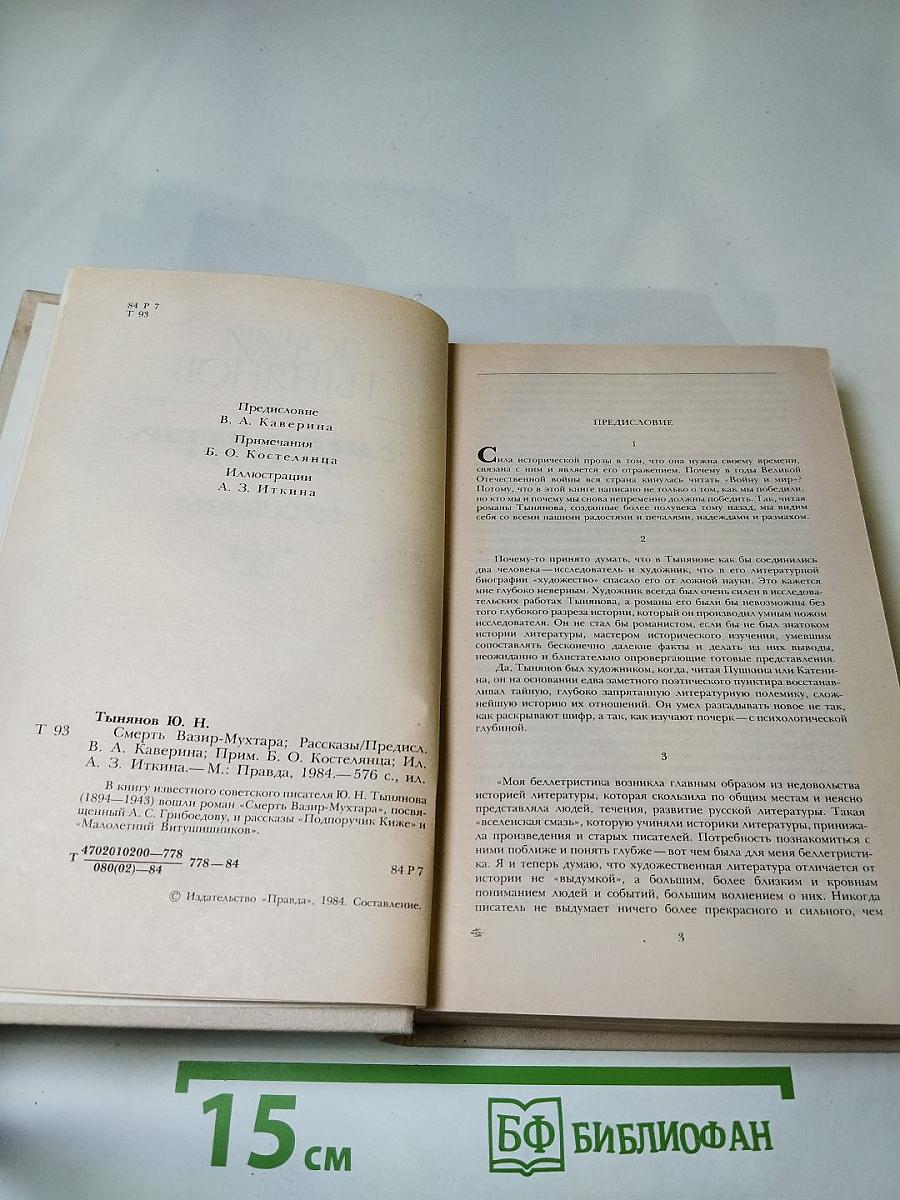 84 Р 7
Т 93
Предисловие
В. А. Каверина
Примечания
Б. О. Костелянца
Иллюстрации
А. З. Иткина
Тынянов Ю. Н.
Т 93 Смерть Вазир-Мухтара; Рассказы/Предисл.
В. А. Каверина; Прим. Б. О. Костелянца; Ил.
А. З. Иткина.— М.: Правда, 1984.— 576 с., ил.
В книгу известного советского писателя Ю. Н. Тынянова
(1894—1943) вошли роман «Смерть Вазир-Мухтара», посвя-
щенный А. С. Грибоедову, и рассказы «Подпоручик Киже» и
«Малолетний Витушишников».
Т 4702010200—778 778—84
080(02)—84
84 Р 7
© Издательство «Правда», 1984. Составление.
ПРЕДИСЛОВИЕ
1
Сила исторической прозы в том, что она нужна своему времени,
связана с ним и является его отражением. Почему в годы Великой
Отечественной войны вся страна кинулась читать «Войну и мир»?
Потому, что в этой книге написано не только о том, как мы победили,
но кто мы и почему мы снова непременно должны победить. Так, читая
романы Тынянова, созданные более полувека тому назад, мы видим
себя со всеми нашими радостями и печалями, надеждами и размахом.
2
Почему-то принято думать, что в Тынянове как бы соединились
два человека — исследователь и художник, что в его литературной
биографии «художество» спасало его от ложной науки. Это кажется
мне глубоко неверным. Художник всегда был очень силен в исследова-
тельских работах Тынянова, а романы его были бы невозможны без
того глубокого разреза истории, который он производил умным ножом
исследователя. Он не стал бы романистом, если бы не был знатоком
истории литературы, мастером исторического изучения, умевшим
сопоставлять бесконечно далекие факты и делать из них выводы,
неожиданно и блистательно опровергающие готовые представления.
Да, Тынянов был художником, когда, читая Пушкина или Катени-
на, он на основании едва заметного поэтического пунктира восстанав-
ливал тайную, глубоко запрятанную литературную полемику, слож-
нейшую историю их отношений. Он умел разгадывать новое не так,
как раскрывают шифр, а так, как изучают почерк — с психологической
глубиной.
3
«Моя беллетристика возникла главным образом из недовольства
историей литературы, которая скользила по общим местам и неясно
представляла людей, течения, развитие русской литературы. Такая
«вселенская смазь», которую учиняли историки литературы, принижа-
ла произведения и старых писателей. Потребность познакомиться с
ними поближе и понять глубже — вот чем была для меня беллетристи-
ка. Я и теперь думаю, что художественная литература отличается от
истории не «выдумкой», а большим, более близким и кровным
пониманием людей и событий, большим волнением о них. Никогда
писатель не выдумает ничего более прекрасного и сильного, чем
3
15 см
БФ БИБЛИОФАН